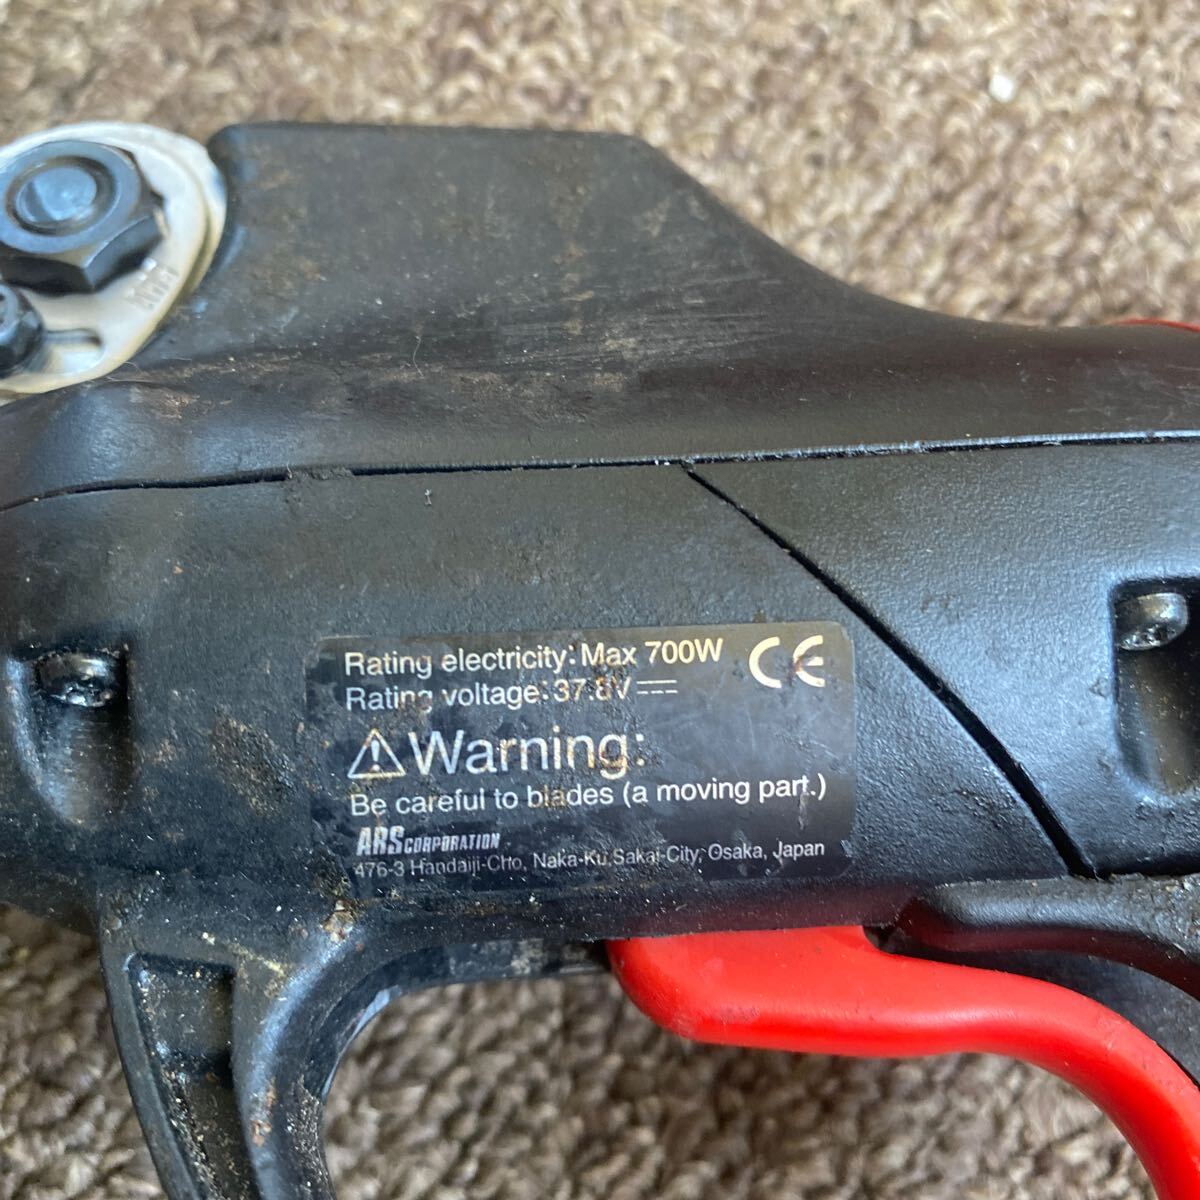 Rating electricity: Max 700W CE
Rating voltage: 37.8V
Warning:
Be careful to blades (a moving part.)
ARS CORPORATION
476-3 Handaiji-Cho, Naka-Ku, Sakai-City, Osaka, Japan